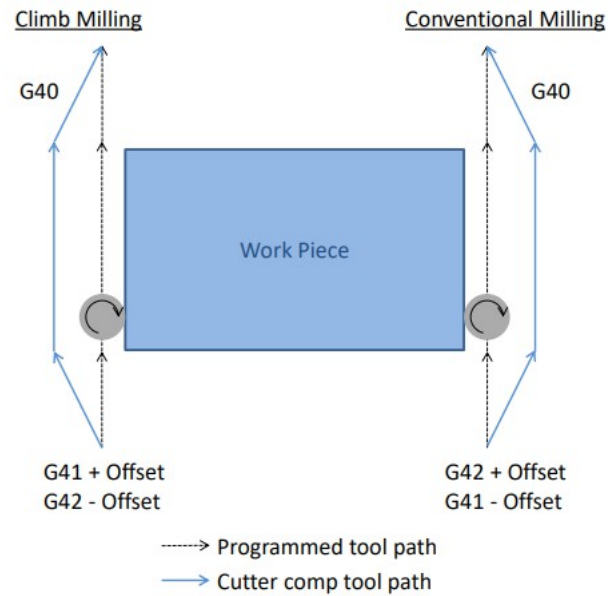 Climb Milling
Conventional Milling
G40
G40
Work Piece
G41 + Offset
G42 - Offset
G42 + Offset
G41 - Offset
Programmed tool path
Cutter comp tool path